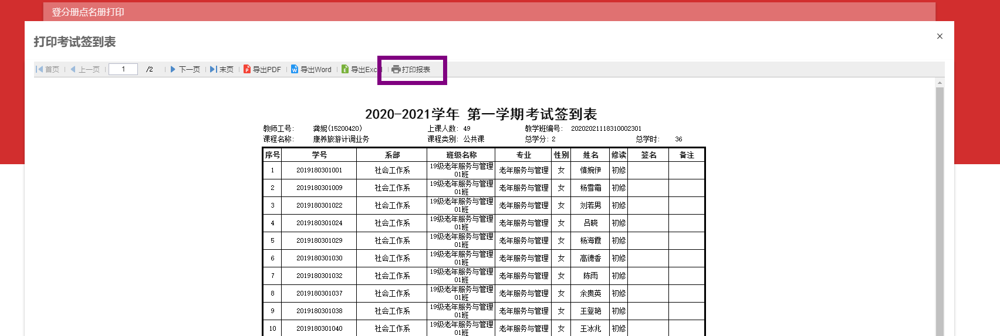 登分册点名册打印
打印考试签到表
×
首页 上一页 1 /2 下一页 末页 导出PDF 导出Word 导出Exc 打印报表
2020-2021学年 第一学期考试签到表
教师工号： 龚妮(15200420) 上课人数： 49 教学班编号： 20202021118310002301
课程名称： 康养旅游计调业务 课程类别： 公共课 总学分： 2 总学时： 36
序号 学号 系部 班级名称 专业 性别 姓名 修读 签名 备注
1 2019180301001 社会工作系 19级老年服务与管理01班 老年服务与管理 女 慎婉伊 初修
2 2019180301009 社会工作系 19级老年服务与管理01班 老年服务与管理 女 杨雪霜 初修
3 2019180301022 社会工作系 19级老年服务与管理01班 老年服务与管理 女 刘若男 初修
4 2019180301024 社会工作系 19级老年服务与管理01班 老年服务与管理 女 吕晓 初修
5 2019180301029 社会工作系 19级老年服务与管理01班 老年服务与管理 女 杨海霞 初修
6 2019180301030 社会工作系 19级老年服务与管理01班 老年服务与管理 女 高德香 初修
7 2019180301032 社会工作系 19级老年服务与管理01班 老年服务与管理 女 陈雨 初修
8 2019180301037 社会工作系 19级老年服务与管理01班 老年服务与管理 女 余贵英 初修
9 2019180301038 社会工作系 19级老年服务与管理01班 老年服务与管理 女 王登艳 初修
10 2019180301040 社会工作系 19级老年服务与管理01班 老年服务与管理 女 王冰兆 初修